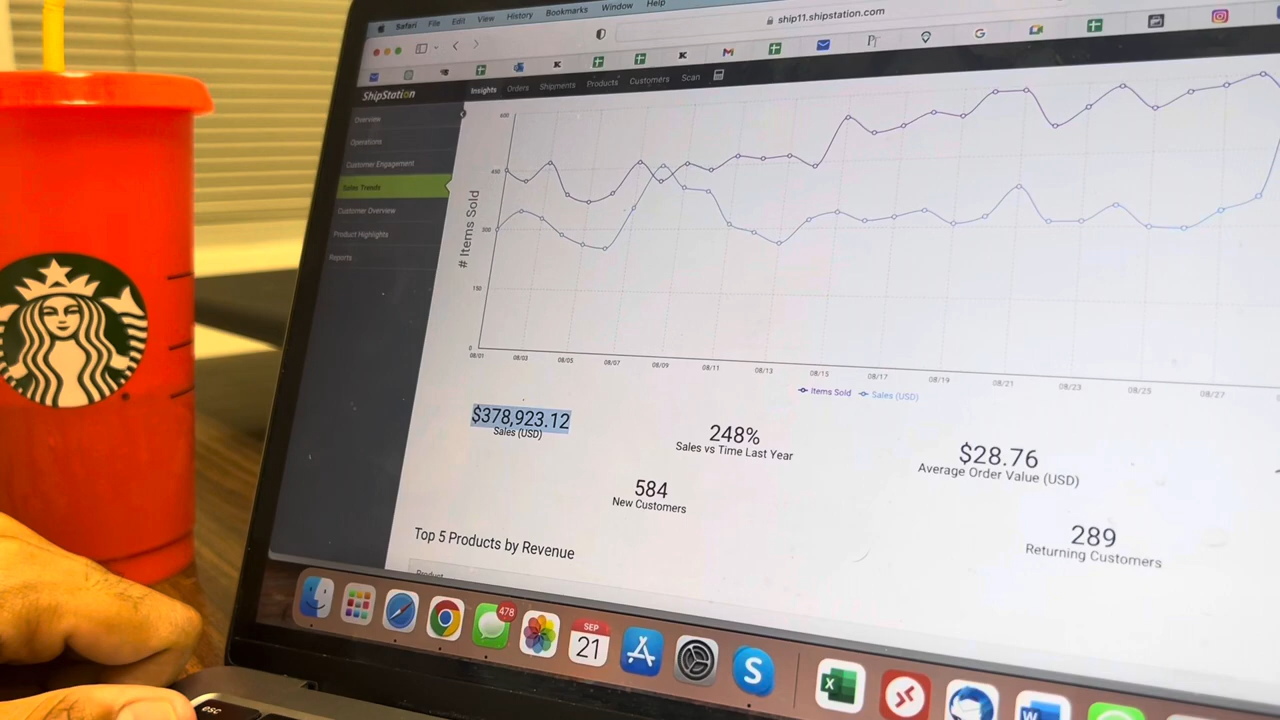 Safari File Edit View History Bookmarks Window Help
ship11.shipstation.com
ShipStation
Insights Orders Shipments Products Customers Scan
Overview
Operations
Customer Engagement
Sales Trends
Customer Overview
Product Highlights
Reports
# Items Sold
600
450
300
150
0
08/01 08/03 08/05 08/07 08/09 08/11 08/13 08/15 08/17 08/19 08/21 08/23 08/25 08/27
Items Sold Sales (USD)
$378,923.12
Sales (USD)
248%
Sales vs Time Last Year
$28.76
Average Order Value (USD)
584
New Customers
289
Returning Customers
Top 5 Products by Revenue
Product
478
SEP
21
S
X
W
esc